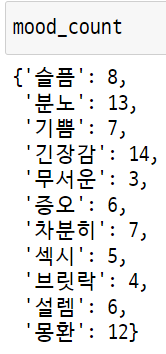 mood_count
{'슬픔': 8,
'분노': 13,
'기쁨': 7,
'긴장감': 14,
'무서운': 3,
'증오': 6,
'차분히': 7,
'섹시': 5,
'브릿락': 4,
'설렘': 6,
'몽환': 12}